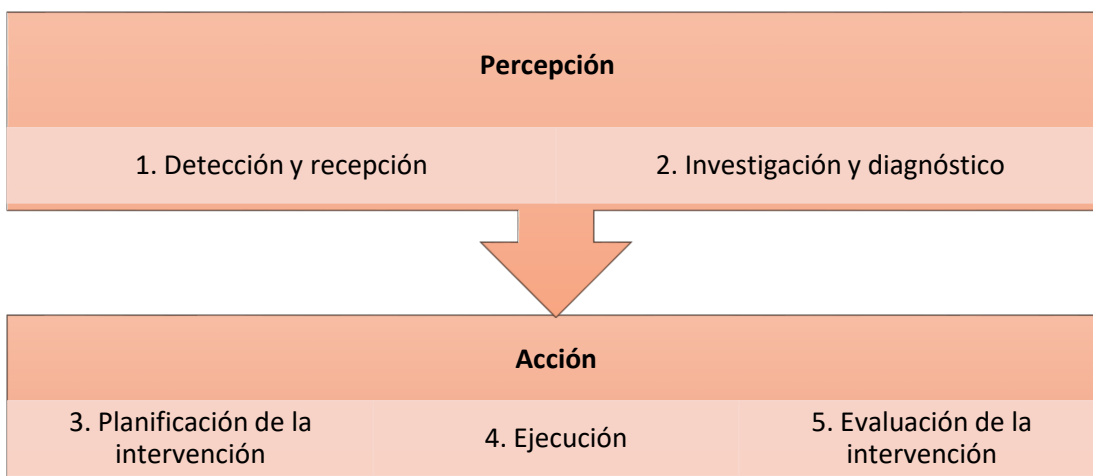 Percepción
1. Detección y recepción
2. Investigación y diagnóstico
Acción
3. Planificación de la
intervención
4. Ejecución
5. Evaluación de la
intervención